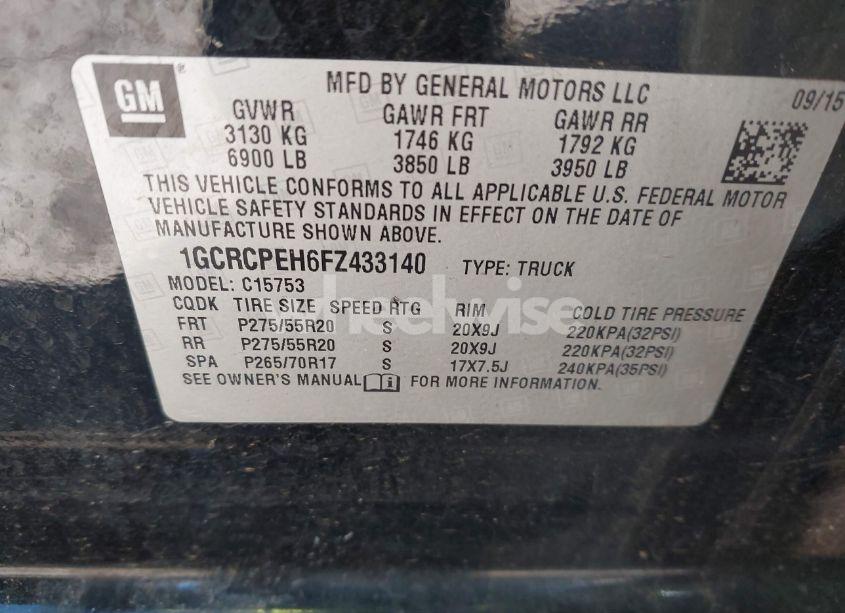 GM
MFD BY GENERAL MOTORS LLC
09/15
GVWR GAWR FRT GAWR RR
3130 KG 1746 KG 1792 KG
6900 LB 3850 LB 3950 LB
THIS VEHICLE CONFORMS TO ALL APPLICABLE U.S. FEDERAL MOTOR
VEHICLE SAFETY STANDARDS IN EFFECT ON THE DATE OF
MANUFACTURE SHOWN ABOVE.
1GCRCPEH6FZ433140 TYPE: TRUCK
MODEL: C15753
CQDK TIRE SIZE SPEED RTG RIM COLD TIRE PRESSURE
FRT P275/55R20 S 20X9J 220KPA(32PSI)
RR P275/55R20 S 20X9J 220KPA(32PSI)
SPA P265/70R17 S 17X7.5J 240KPA(35PSI)
SEE OWNER'S MANUAL FOR MORE INFORMATION.
wheelwise